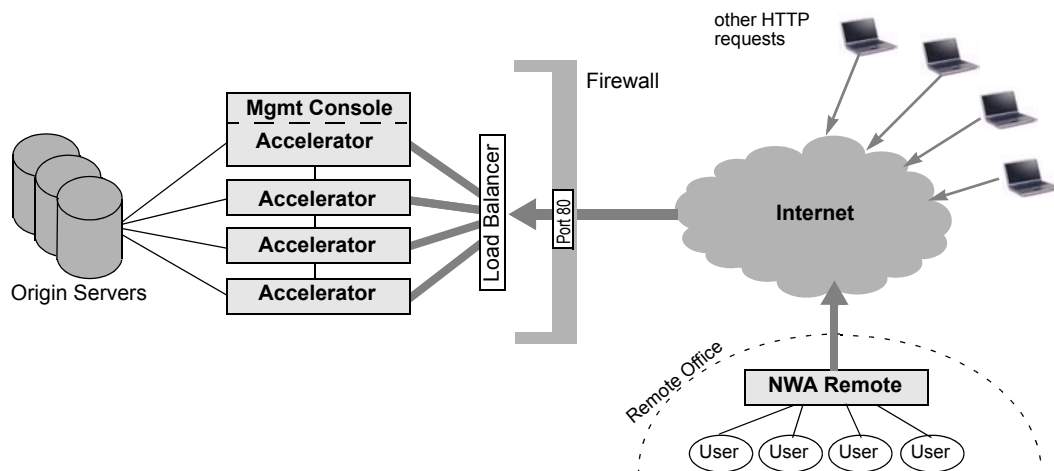 other HTTP
requests
Firewall
Mgmt Console
Accelerator
Accelerator
Accelerator
Accelerator
Load Balancer
Port 80
Internet
Origin Servers
Remote Office
NWA Remote
User
User
User
User